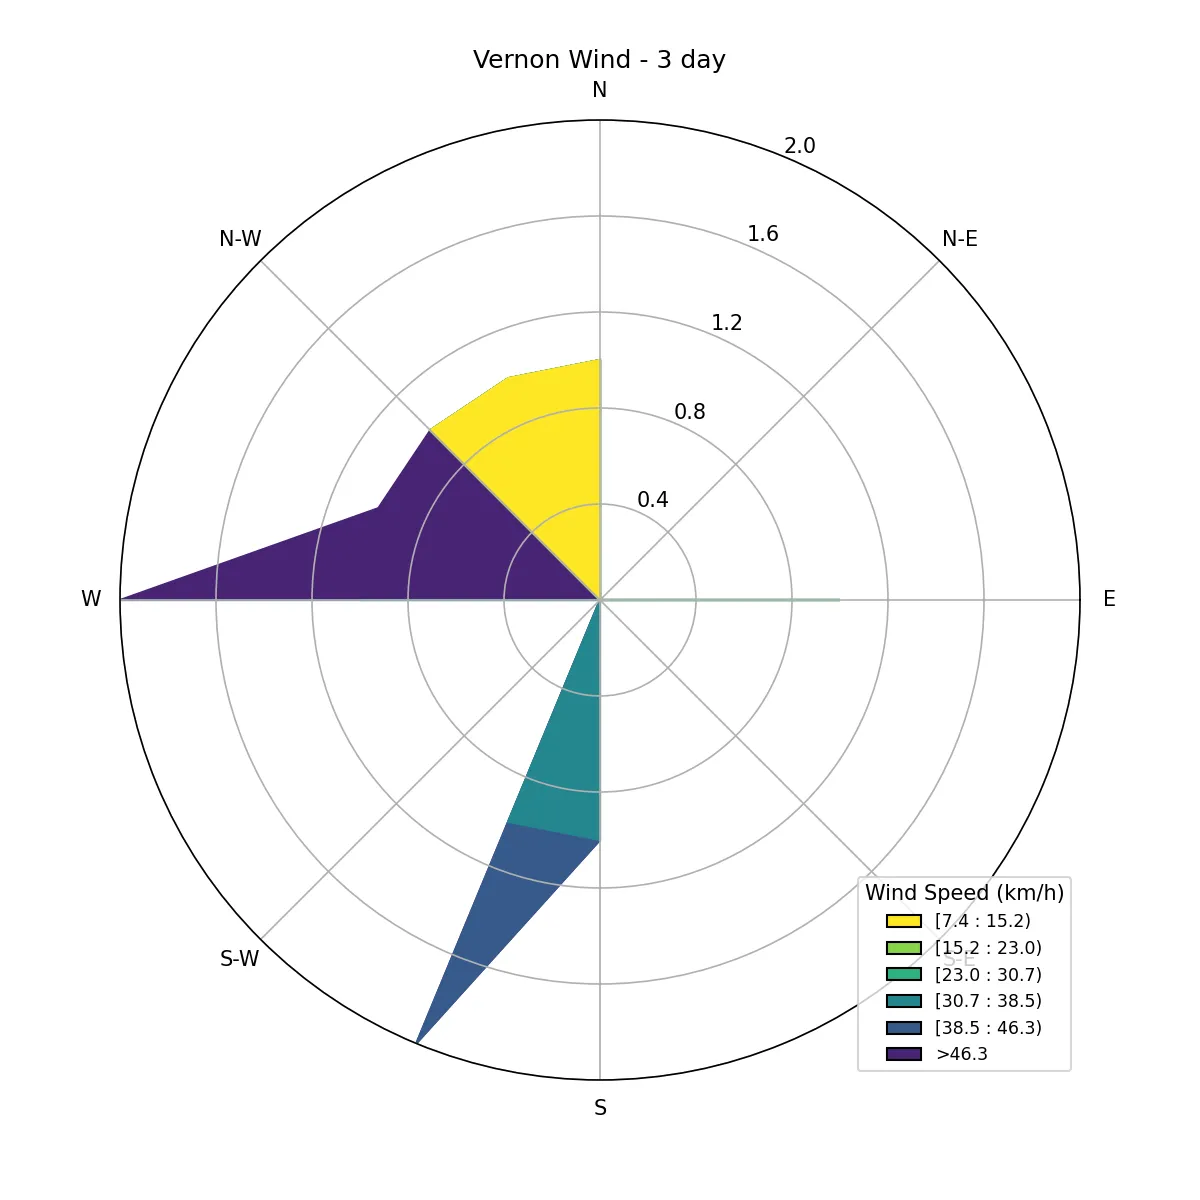 Vernon Wind - 3 day
N
2.0
N-W
N-E
1.6
1.2
0.8
0.4
W
E
S-W
S-E
S
Wind Speed (km/h)
[7.4 : 15.2)
[15.2 : 23.0)
[23.0 : 30.7)
[30.7 : 38.5)
[38.5 : 46.3)
>46.3